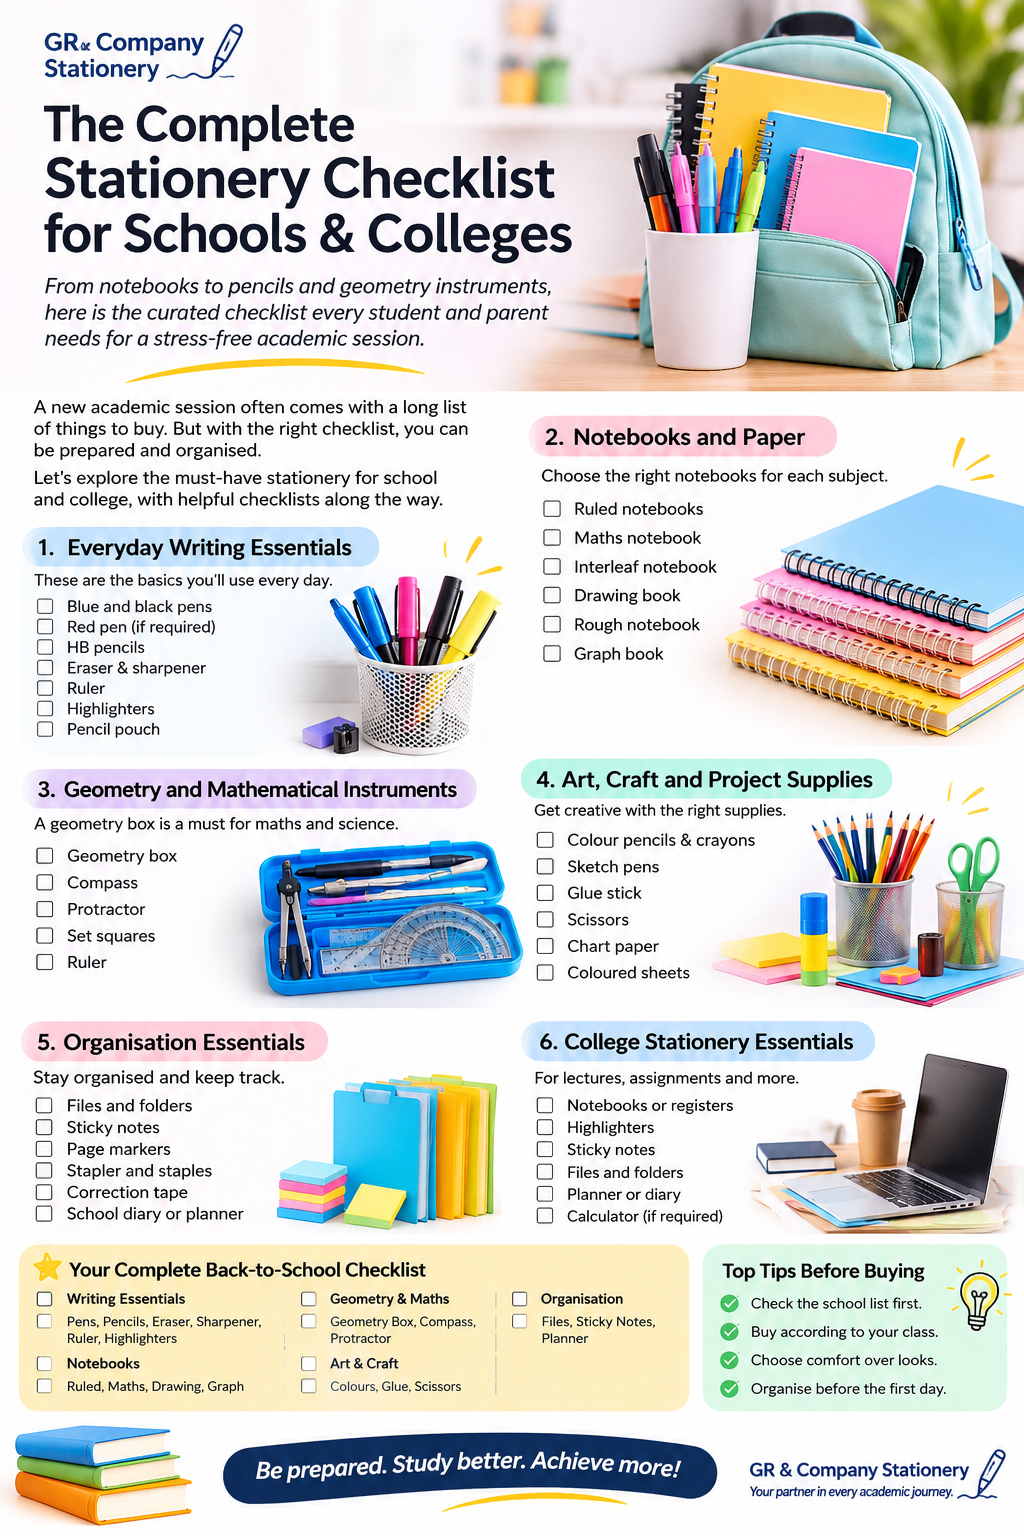 GR & Company
Stationery
The Complete
Stationery Checklist
for Schools & Colleges
From notebooks to pencils and geometry instruments,
here is the curated checklist every student and parent
needs for a stress-free academic session.
A new academic session often comes with a long list
of things to buy. But with the right checklist, you can
be prepared and organised.
Let's explore the must-have stationery for school
and college, with helpful checklists along the way.
1. Everyday Writing Essentials
These are the basics you'll use every day.
Blue and black pens
Red pen (if required)
HB pencils
Eraser & sharpener
Ruler
Highlighters
Pencil pouch
2. Notebooks and Paper
Choose the right notebooks for each subject.
Ruled notebooks
Maths notebook
Interleaf notebook
Drawing book
Rough notebook
Graph book
3. Geometry and Mathematical Instruments
A geometry box is a must for maths and science.
Geometry box
Compass
Protractor
Set squares
Ruler
4. Art, Craft and Project Supplies
Get creative with the right supplies.
Colour pencils & crayons
Sketch pens
Glue stick
Scissors
Chart paper
Coloured sheets
5. Organisation Essentials
Stay organised and keep track.
Files and folders
Sticky notes
Page markers
Stapler and staples
Correction tape
School diary or planner
6. College Stationery Essentials
For lectures, assignments and more.
Notebooks or registers
Highlighters
Sticky notes
Files and folders
Planner or diary
Calculator (if required)
Your Complete Back-to-School Checklist
Writing Essentials
Pens, Pencils, Eraser, Sharpener,
Ruler, Highlighters
Notebooks
Ruled, Maths, Drawing, Graph
Geometry & Maths
Geometry Box, Compass,
Protractor
Art & Craft
Colours, Glue, Scissors
Organisation
Files, Sticky Notes,
Planner
Top Tips Before Buying
Check the school list first.
Buy according to your class.
Choose comfort over looks.
Organise before the first day.
Be prepared. Study better. Achieve more!
GR & Company Stationery
Your partner in every academic journey.